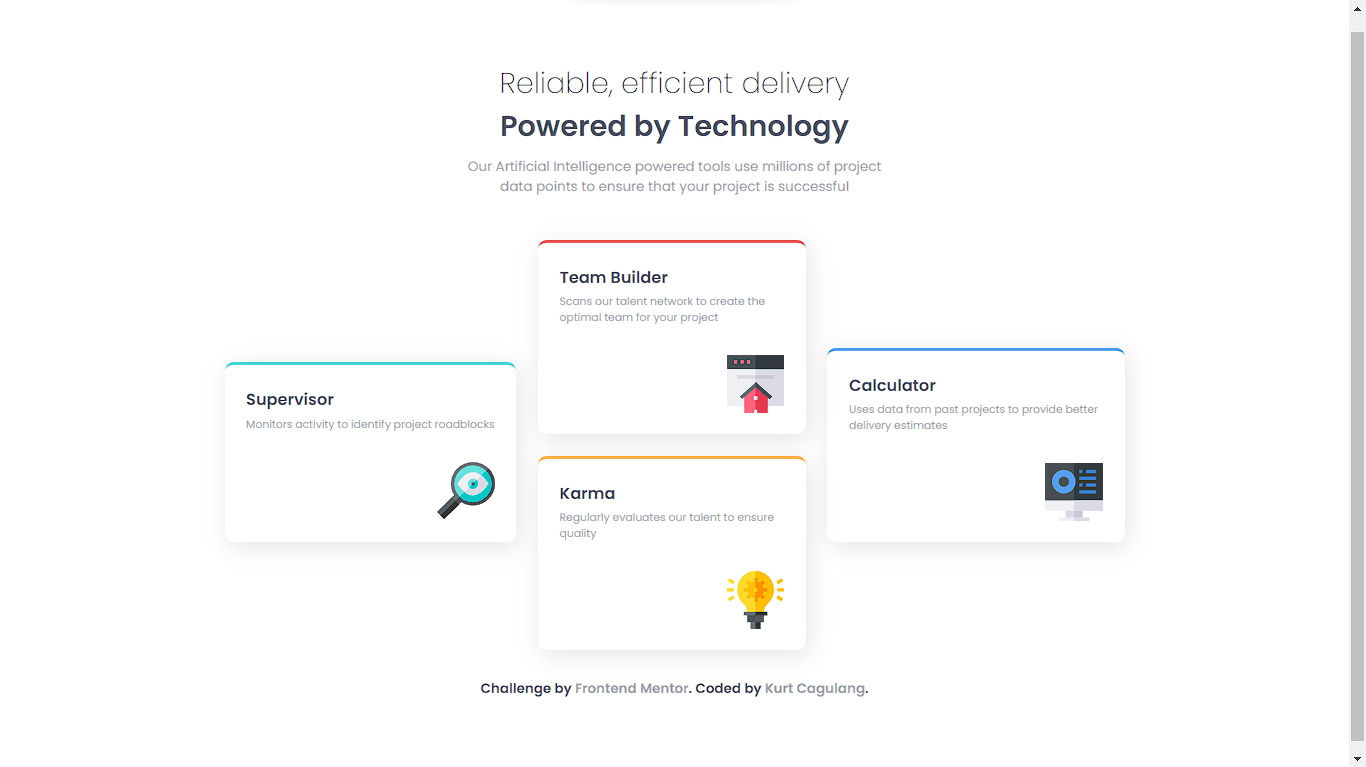 Reliable, efficient delivery
Powered by Technology
Our Artificial Intelligence powered tools use millions of project
data points to ensure that your project is successful
Supervisor
Monitors activity to identify project roadblocks
Team Builder
Scans our talent network to create the
optimal team for your project
Karma
Regularly evaluates our talent to ensure
quality
Calculator
Uses data from past projects to provide better
delivery estimates
Challenge by Frontend Mentor. Coded by Kurt Cagulang.